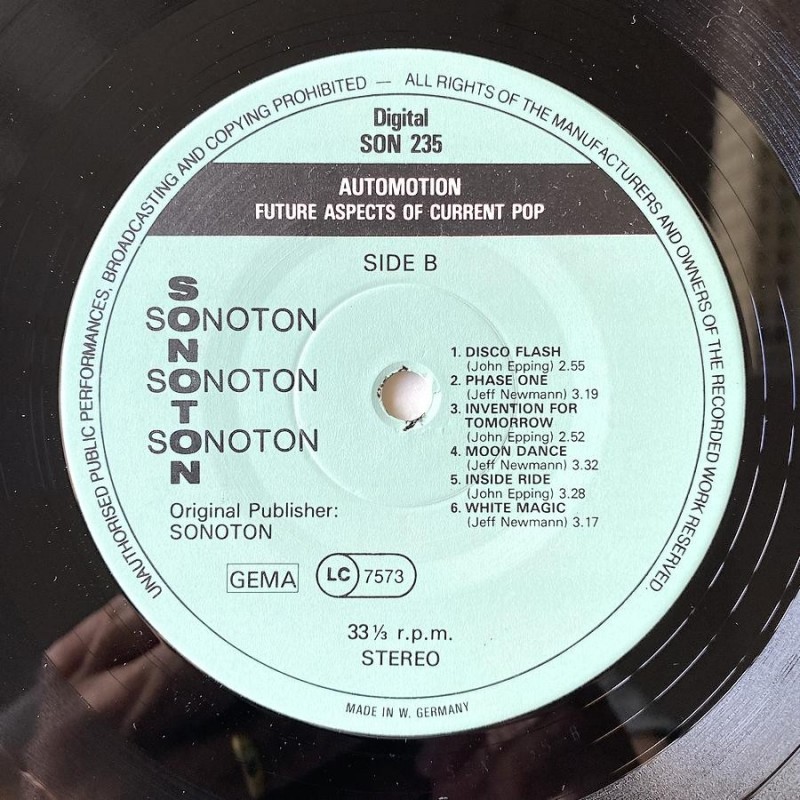 UNAUTHORISED PUBLIC PERFORMANCES, BROADCASTING AND COPYING PROHIBITED — ALL RIGHTS OF THE MANUFACTURERS AND OWNERS OF THE RECORDED WORK RESERVED.
Digital
SON 235
AUTOMOTION
FUTURE ASPECTS OF CURRENT POP
SIDE B
SONOTON
SONOTON
SONOTON
SONOTON
Original Publisher:
SONOTON
1. DISCO FLASH
(John Epping) 2.55
2. PHASE ONE
(Jeff Newmann) 3.19
3. INVENTION FOR
TOMORROW
(John Epping) 2.52
4. MOON DANCE
(Jeff Newmann) 3.32
5. INSIDE RIDE
(John Epping) 3.28
6. WHITE MAGIC
(Jeff Newmann) 3.17
GEMA
LC 7573
33⅓ r.p.m.
STEREO
MADE IN W. GERMANY